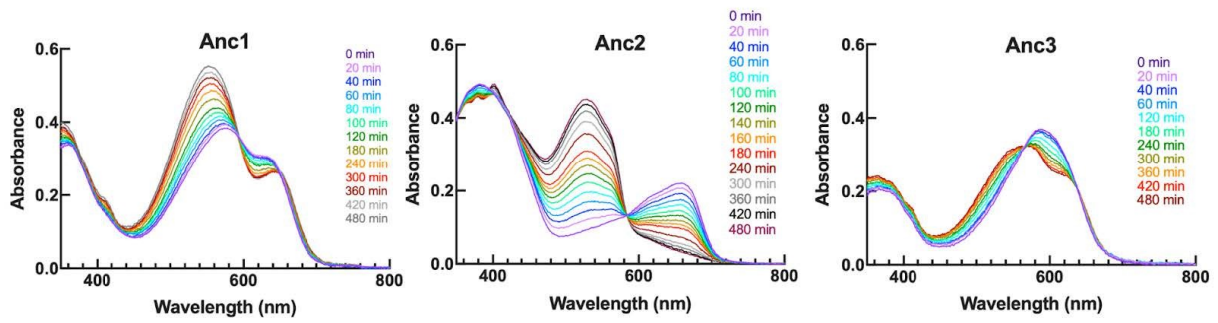 Anc1
0.6
0.4
0.2
0.0
Absorbance
400
600
800
Wavelength (nm)
0 min
20 min
40 min
60 min
80 min
100 min
120 min
180 min
240 min
300 min
360 min
420 min
480 min
Anc2
0.6
0.4
0.2
0.0
Absorbance
400
600
800
Wavelength (nm)
0 min
20 min
40 min
60 min
80 min
100 min
120 min
140 min
160 min
180 min
240 min
300 min
360 min
420 min
480 min
Anc3
0.6
0.4
0.2
0.0
Absorbance
400
600
800
Wavelength (nm)
0 min
20 min
40 min
60 min
120 min
180 min
240 min
300 min
360 min
420 min
480 min